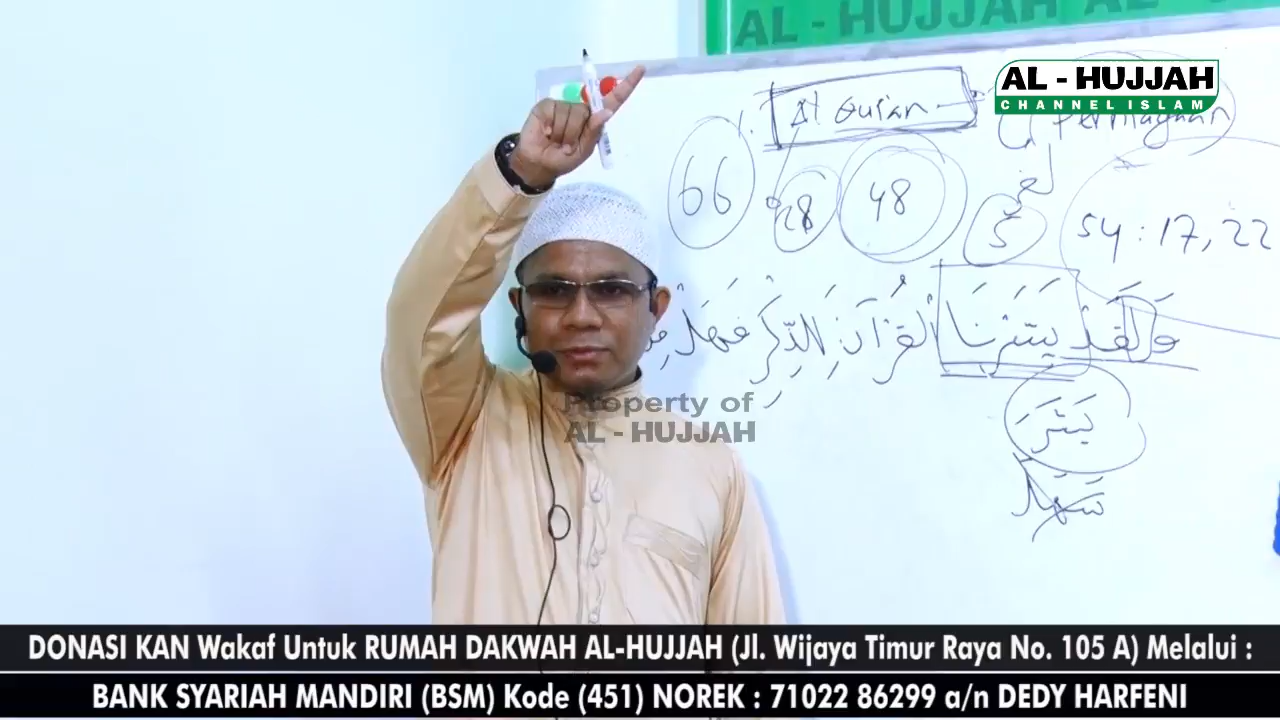 AL - HUJJAH AL -
AL - HUJJAH
CHANNEL ISLAM
Al Quran
66
28
48
5
54 : 17, 22
وَلَقَدْ يَسَّرْنَا الْقُرْآنَ لِلذِّكْرِ فَهَلْ مِنْ
يَسَّرَ
سَهَّلَ
Property of
AL - HUJJAH
DONASI KAN Wakaf Untuk RUMAH DAKWAH AL-HUJJAH (Jl. Wijaya Timur Raya No. 105 A) Melalui :
BANK SYARIAH MANDIRI (BSM) Kode (451) NOREK : 71022 86299 a/n DEDY HARFENI